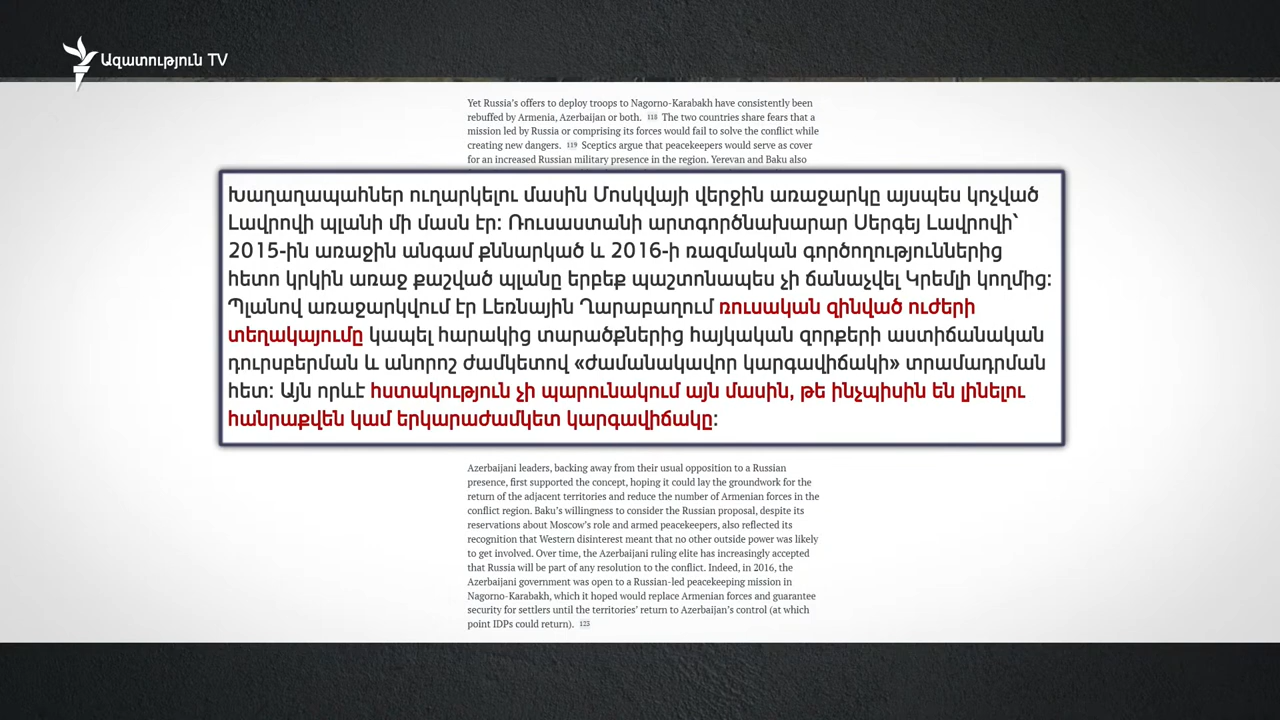 Ազատություն TV
Yet Russia's offers to deploy troops to Nagorno-Karabakh have consistently been
rebuffed by Armenia, Azerbaijan or both. 118 The two countries share fears that a
mission led by Russia or comprising its forces would fail to solve the conflict while
creating new dangers. 119 Sceptics argue that peacekeepers would serve as cover
for an increased Russian military presence in the region. Yerevan and Baku also
Խաղաղապահներ ուղարկելու մասին Մոսկվայի վերջին առաջարկը այսպես կոչված
Լավրովի պլանի մի մասն էր: Ռուսաստանի արտգործնախարար Սերգեյ Լավրովի՝
2015-ին առաջին անգամ քննարկած և 2016-ի ռազմական գործողություններից
հետո կրկին առաջ քաշված պլանը երբեք պաշտոնապես չի ճանաչվել Կրեմլի կողմից:
Պլանով առաջարկվում էր Լեռնային Ղարաբաղում ռուսական զինված ուժերի
տեղակայումը կապել հարակից տարածքներից հայկական զորքերի աստիճանական
դուրսբերման և անորոշ ժամկետով «ժամանակավոր կարգավիճակի» տրամադրման
հետ: Այն որևէ հստակություն չի պարունակում այն մասին, թե ինչպիսին են լինելու
հանրաքվեն կամ երկարաժամկետ կարգավիճակը:
Azerbaijani leaders, backing away from their usual opposition to a Russian
presence, first supported the concept, hoping it could lay the groundwork for the
return of the adjacent territories and reduce the number of Armenian forces in the
conflict region. Baku's willingness to consider the Russian proposal, despite its
reservations about Moscow's role and armed peacekeepers, also reflected its
recognition that Western disinterest meant that no other outside power was likely
to get involved. Over time, the Azerbaijani ruling elite has increasingly accepted
that Russia will be part of any resolution to the conflict. Indeed, in 2016, the
Azerbaijani government was open to a Russian-led peacekeeping mission in
Nagorno-Karabakh, which it hoped would replace Armenian forces and guarantee
security for settlers until the territories' return to Azerbaijan's control (at which
point IDPs could return). 123